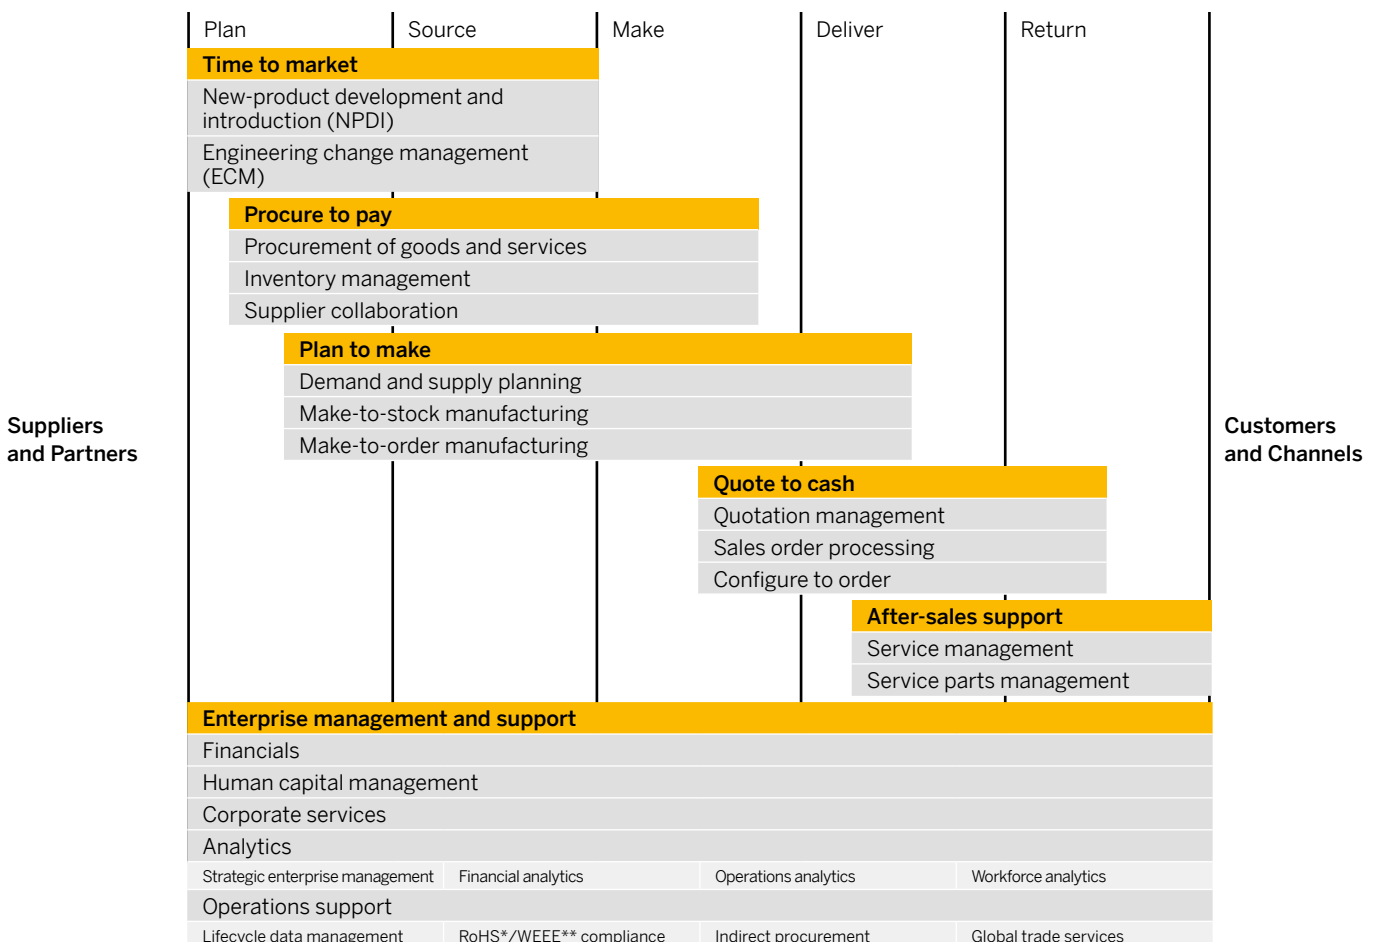 Plan
Source
Make
Deliver
Return
Time to market
New-product development and
introduction (NPDI)
Engineering change management
(ECM)
Procure to pay
Procurement of goods and services
Inventory management
Supplier collaboration
Plan to make
Demand and supply planning
Make-to-stock manufacturing
Make-to-order manufacturing
Suppliers
and Partners
Customers
and Channels
Quote to cash
Quotation management
Sales order processing
Configure to order
After-sales support
Service management
Service parts management
Enterprise management and support
Financials
Human capital management
Corporate services
Analytics
Strategic enterprise management
Financial analytics
Operations analytics
Workforce analytics
Operations support
Lifecycle data management
RoHS*/WEEE** compliance
Indirect procurement
Global trade services